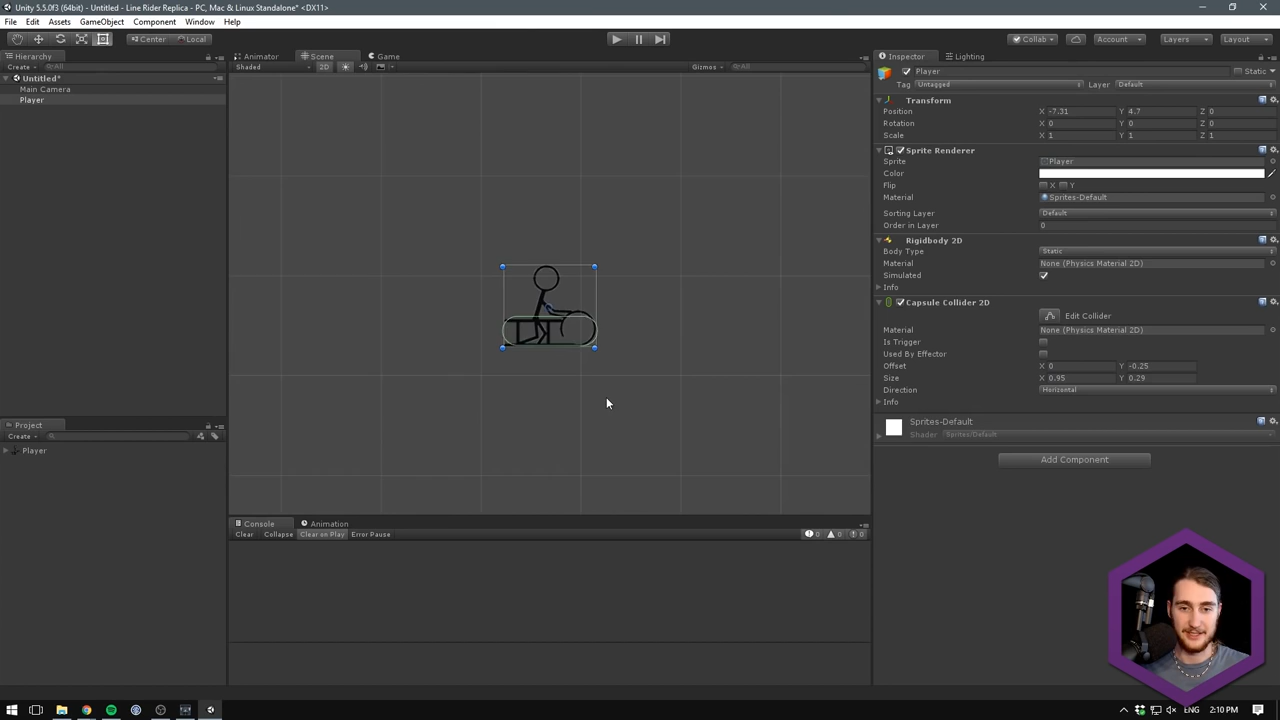 Unity 5.5.0f3 (64bit) - Untitled - Line Rider Replica - PC, Mac & Linux Standalone* <DX11>
File Edit Assets GameObject Component Window Help
Center Local Collab Account Layers Layout
Hierarchy Animator Scene Game Inspector Lighting
Create All Shaded 2D Gizmos All Player Static
Untitled* Tag Untagged Layer Default
Main Camera
Player
Transform
Position X -7.31 Y 4.7 Z 0
Rotation X 0 Y 0 Z 0
Scale X 1 Y 1 Z 1
Sprite Renderer
Sprite Player
Color
Flip X Y
Material Sprites-Default
Sorting Layer Default
Order in Layer 0
Rigidbody 2D
Body Type Static
Material None (Physics Material 2D)
Simulated
Info
Capsule Collider 2D
Edit Collider
Material None (Physics Material 2D)
Is Trigger
Used By Effector
Offset X 0 Y -0.25
Size X 0.95 Y 0.29
Direction Horizontal
Info
Sprites-Default
Shader Sprites/Default
Add Component
Project
Create
Player
Console Animation
Clear Collapse Clear on Play Error Pause 0 0 0
ENG 2:10 PM